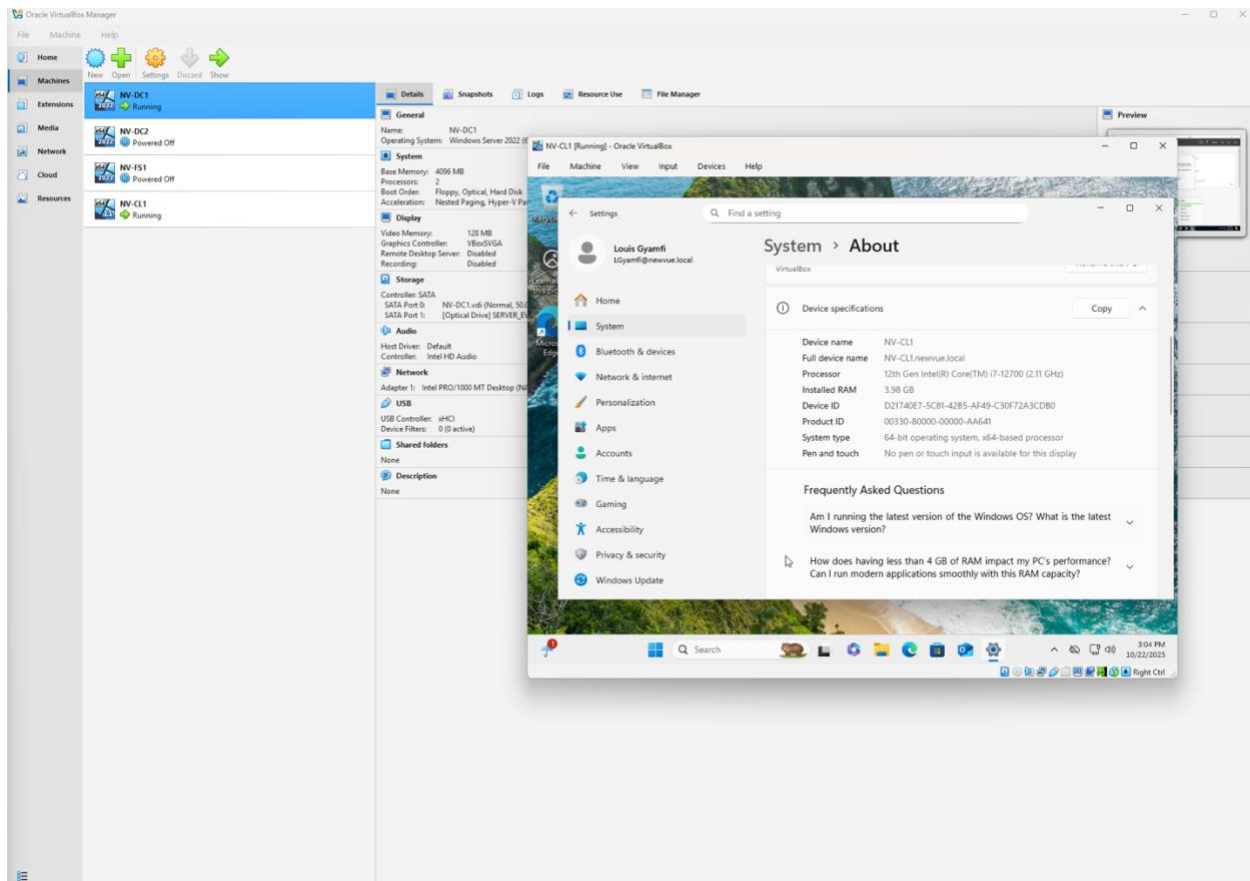 Oracle VirtualBox Manager
File Machine Help
Home
Machines
Extensions
Media
Network
Cloud
Resources
New Open Settings Discard Show
NV-DC1
Running
NV-DC2
Powered Off
NV-FS1
Powered Off
NV-CL1
Running
Details Snapshots Logs Resource Use File Manager
General
Name: NV-DC1
Operating System: Windows Server 2022
System
Base Memory: 4096 MB
Processors: 2
Boot Order: Floppy, Optical, Hard Disk
Acceleration: Nested Paging, Hyper-V
Display
Video Memory: 128 MB
Graphics Controller: VBoxSVGA
Remote Desktop Server: Disabled
Recording: Disabled
Storage
Controller: SATA
SATA Port 0: NV-DC1.vdi (Normal, 50.
SATA Port 1: [Optical Drive]
Audio
Host Driver: Default
Controller: Intel HD Audio
Network
Adapter 1: Intel PRO/1000 MT Desktop
USB
USB Controller: xHCI
Device Filters: 0 (0 active)
Shared folders
None
Description
None
Preview
NV-CL1 [Running] - Oracle VirtualBox
File Machine View Input Devices Help
Settings
Find a setting
Louis Gyamfi
LGyamfi@newvue.local
Home
System
Bluetooth & devices
Network & internet
Personalization
Apps
Accounts
Time & language
Gaming
Accessibility
Privacy & security
Windows Update
System > About
VirtualBox
Device specifications Copy
Device name NV-CL1
Full device name NV-CL1.newvue.local
Processor 12th Gen Intel(R) Core(TM) i7-12700 (2.11 GHz)
Installed RAM 3.98 GB
Device ID D21740E7-5C81-42B5-AF49-C30F72A3CDB0
Product ID 00330-80000-00000-AA641
System type 64-bit operating system, x64-based processor
Pen and touch No pen or touch input is available for this display
Frequently Asked Questions
Am I running the latest version of the Windows OS? What is the latest
Windows version?
How does having less than 4 GB of RAM impact my PC's performance?
Can I run modern applications smoothly with this RAM capacity?
Search
3:04 PM
10/22/2025
Right Ctrl